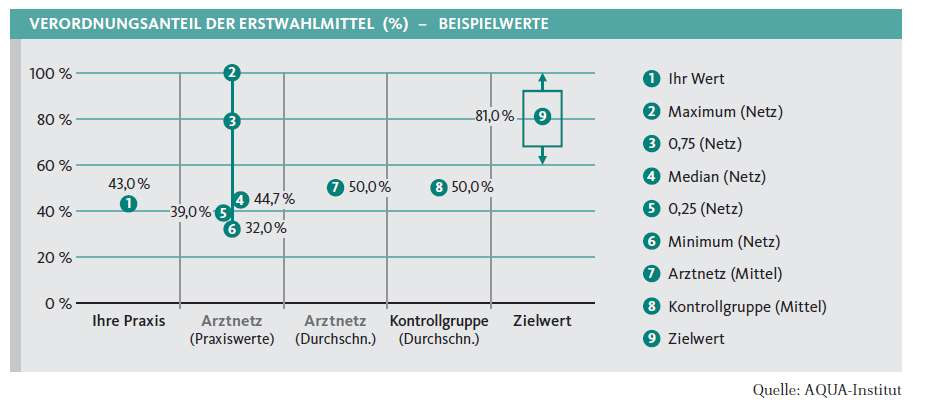 VERORDNUNGSANTEIL DER ERSTWAHLMITTEL (%) – BEISPIELWERTE
100 %
80 %
60 %
40 %
20 %
0 %
43,0 %
1
2
3
39,0 %
5
4
44,7 %
6
32,0 %
7
50,0 %
8
50,0 %
81,0 %
9
Ihre Praxis
Arztnetz
(Praxiswerte)
Arztnetz
(Durchschn.)
Kontrollgruppe
(Durchschn.)
Zielwert
1 Ihr Wert
2 Maximum (Netz)
3 0,75 (Netz)
4 Median (Netz)
5 0,25 (Netz)
6 Minimum (Netz)
7 Arztnetz (Mittel)
8 Kontrollgruppe (Mittel)
9 Zielwert
Quelle: AQUA-Institut